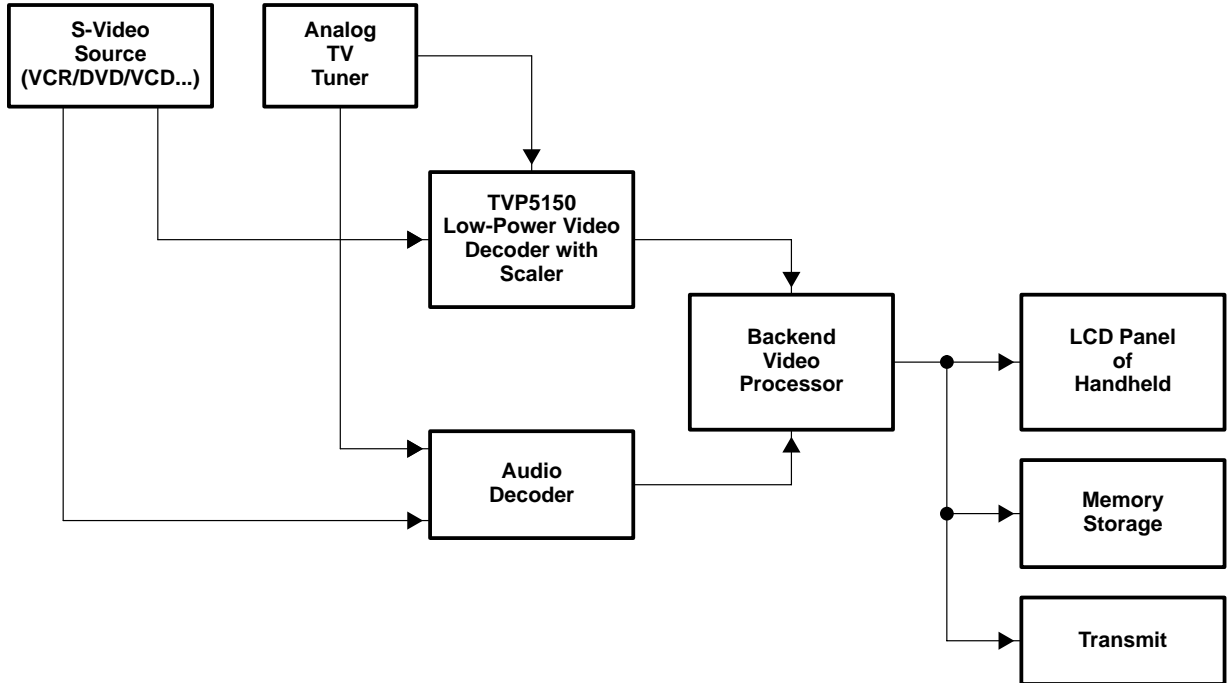 S-Video
Source
(VCR/DVD/VCD...)
Analog
TV
Tuner
TVP5150
Low-Power Video
Decoder with
Scaler
Backend
Video
Processor
LCD Panel
of
Handheld
Audio
Decoder
Memory
Storage
Transmit